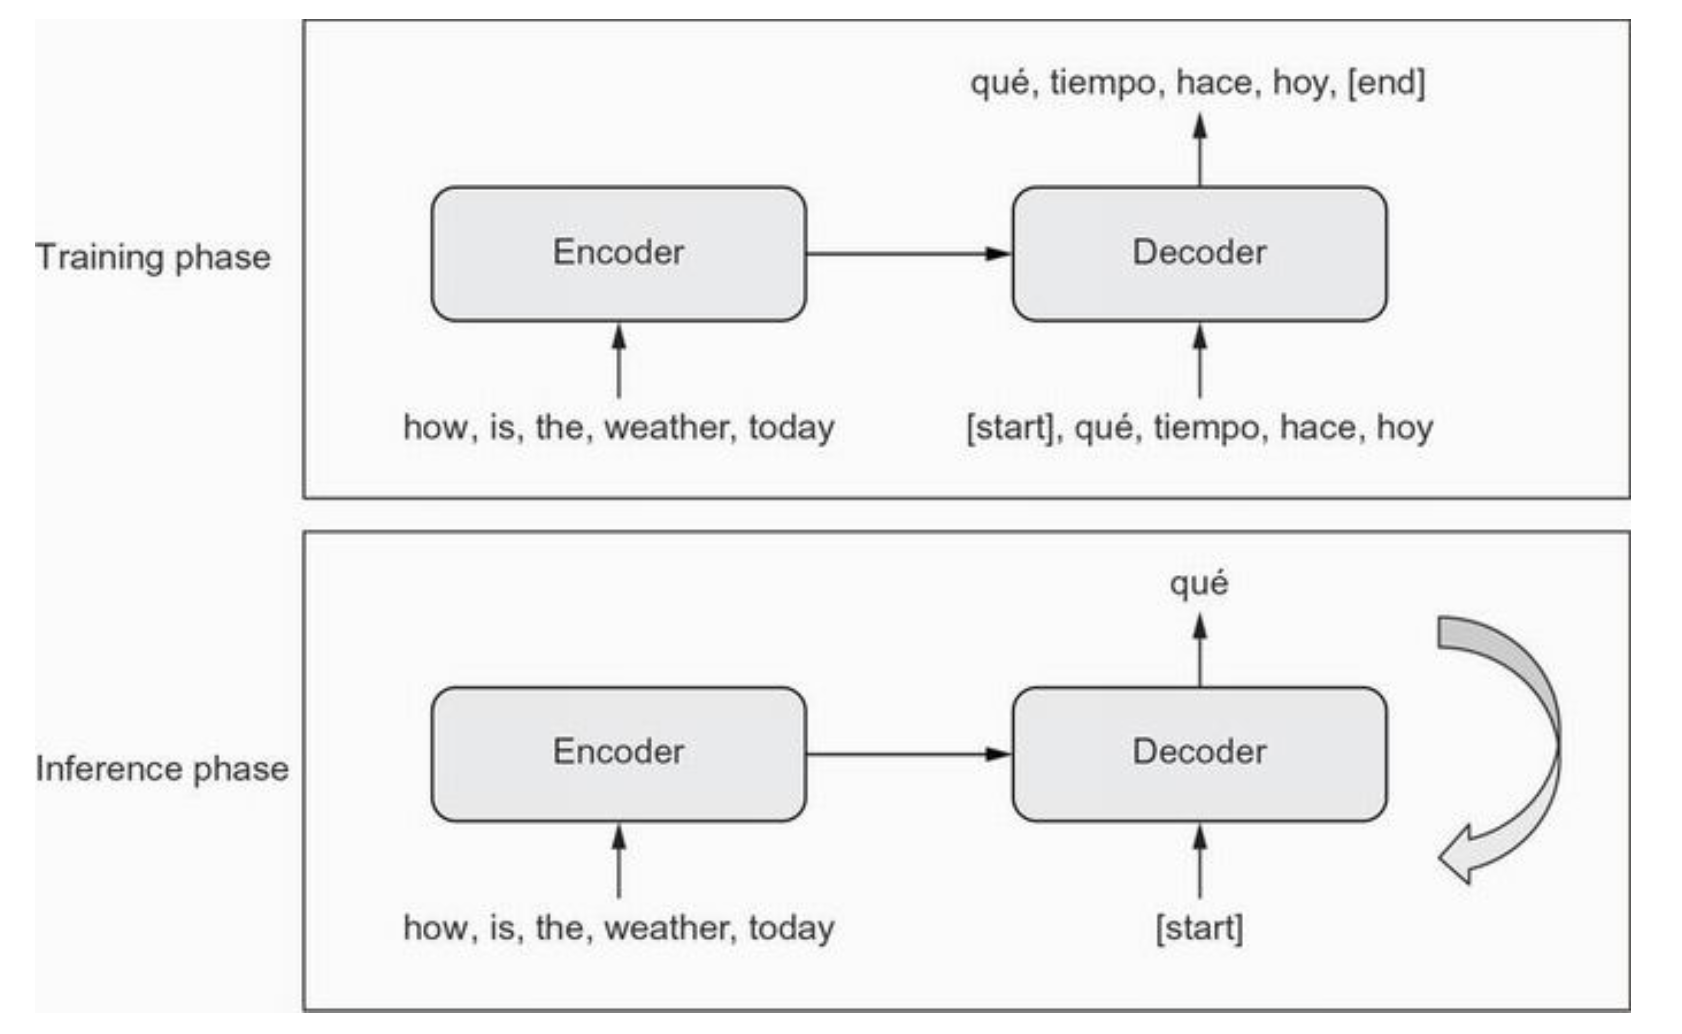 qué, tiempo, hace, hoy, [end]
Training phase
Encoder
Decoder
how, is, the, weather, today
[start], qué, tiempo, hace, hoy
qué
Inference phase
Encoder
Decoder
how, is, the, weather, today
[start]